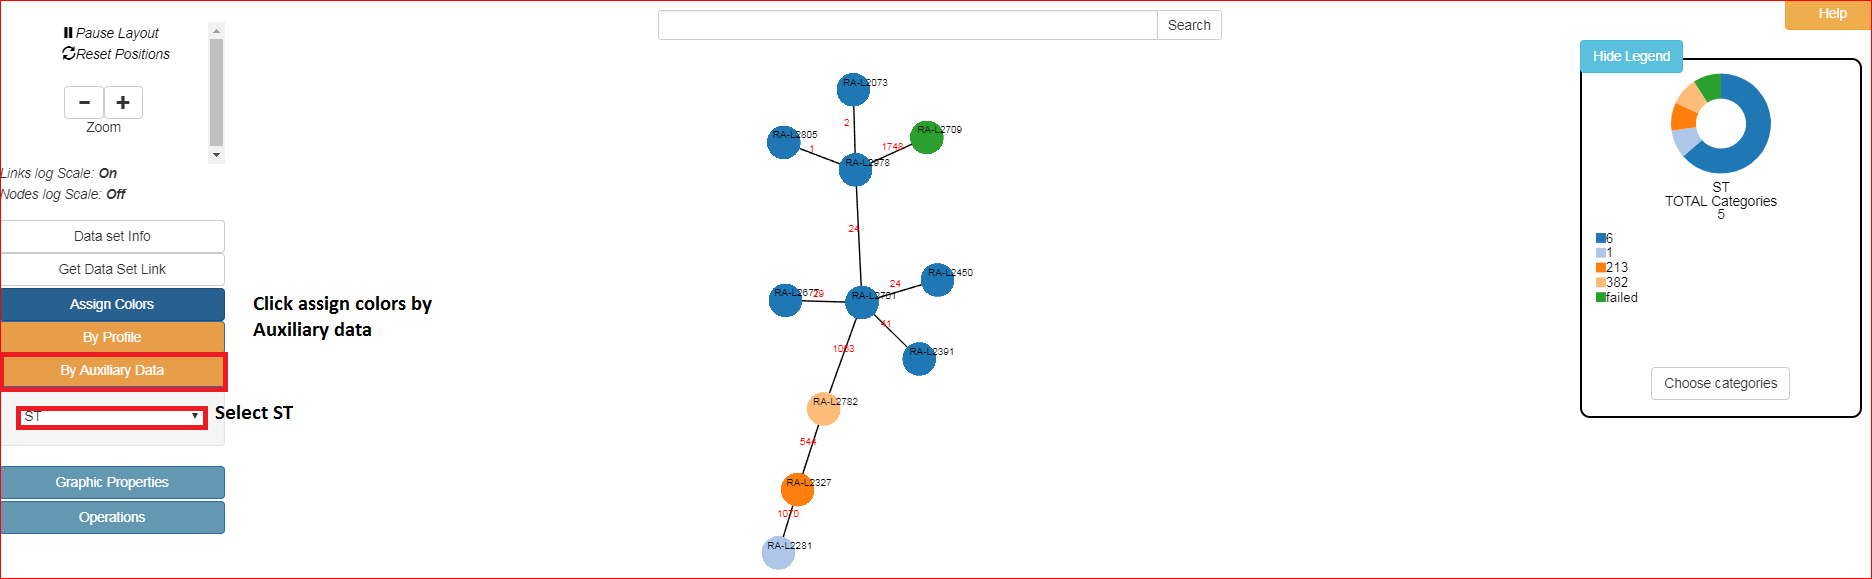 Pause Layout
Reset Positions
Zoom
Links log Scale: On
Nodes log Scale: Off
Data set Info
Get Data Set Link
Assign Colors
By Profile
By Auxiliary Data
ST
Graphic Properties
Operations
Click assign colors by
Auxiliary data
Select ST
Search
RA-L2073
2
RA-L2805
1
RA-L2709
1748
RA-L2978
24
RA-L2450
24
RA-L2677
29
RA-L2701
41
RA-L2391
1063
RA-L2782
544
RA-L2327
1070
RA-L2281
Help
Hide Legend
ST
TOTAL Categories
5
6
1
213
382
failed
Choose categories